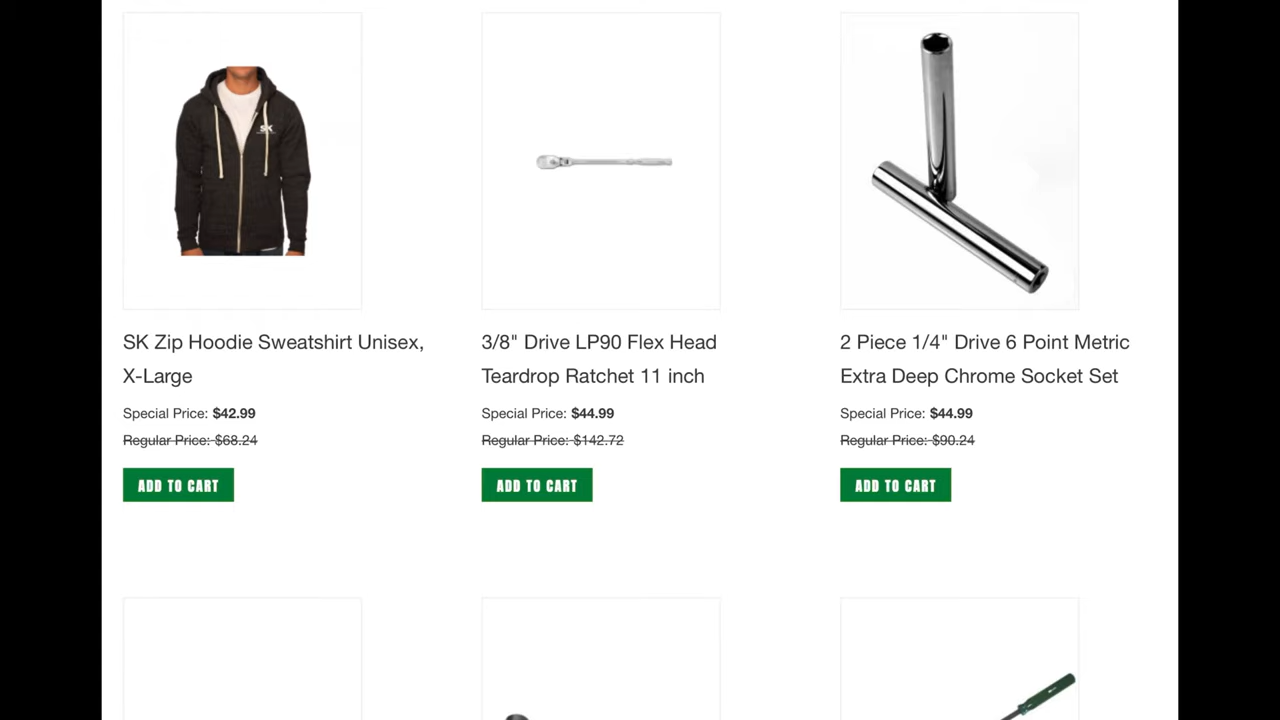 SK
SK Zip Hoodie Sweatshirt Unisex,
X-Large
Special Price: $42.99
Regular Price: $68.24
ADD TO CART
3/8" Drive LP90 Flex Head
Teardrop Ratchet 11 inch
Special Price: $44.99
Regular Price: $142.72
ADD TO CART
2 Piece 1/4" Drive 6 Point Metric
Extra Deep Chrome Socket Set
Special Price: $44.99
Regular Price: $90.24
ADD TO CART